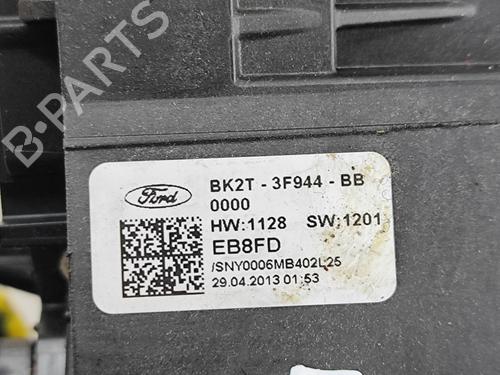 B-PARTS
Ford
BK2T - 3F944 - BB
0000
HW:1128 SW:1201
EB8FD
/SNY0006MB402L25
29.04.2013 01:53